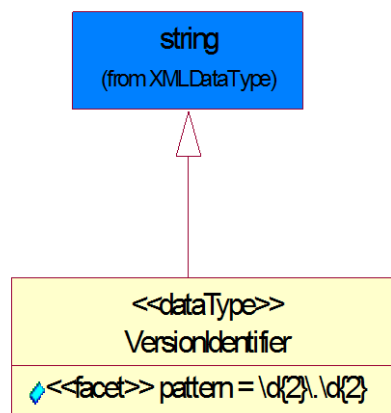 string
(from XMLDataType)
<<dataType>>
VersionIdentifier
<<facet>> pattern = \d{2}\.\d{2}